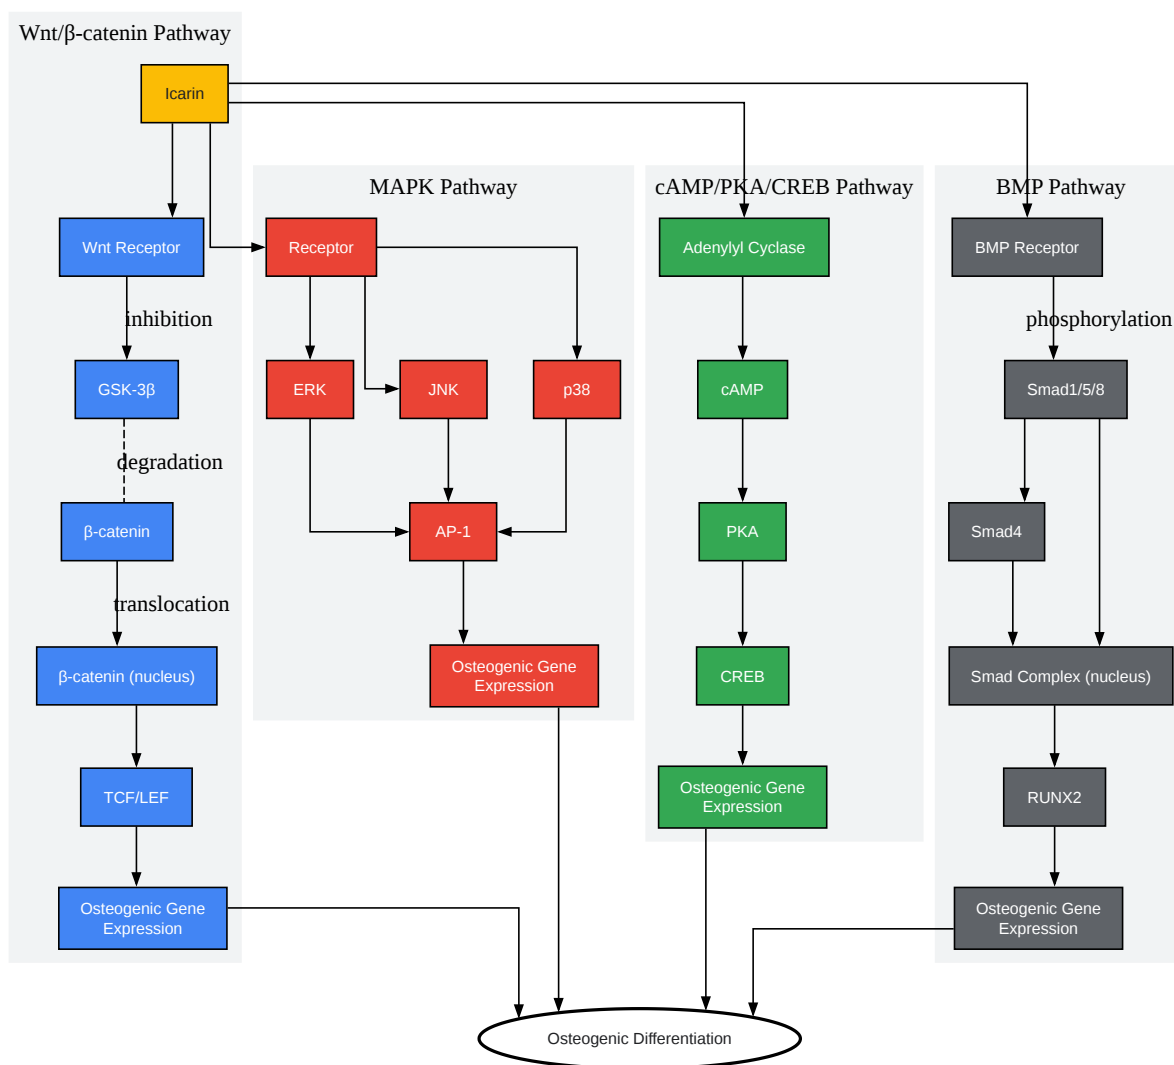 Wnt/β-catenin Pathway
Icarin
MAPK Pathway
cAMP/PKA/CREB Pathway
BMP Pathway
Wnt Receptor
Receptor
Adenylyl Cyclase
BMP Receptor
inhibition
phosphorylation
GSK-3β
ERK
JNK
p38
cAMP
Smad1/5/8
degradation
β-catenin
AP-1
PKA
Smad4
translocation
β-catenin (nucleus)
Osteogenic Gene
Expression
CREB
Smad Complex (nucleus)
TCF/LEF
Osteogenic Gene
Expression
RUNX2
Osteogenic Gene
Expression
Osteogenic Gene
Expression
Osteogenic Differentiation